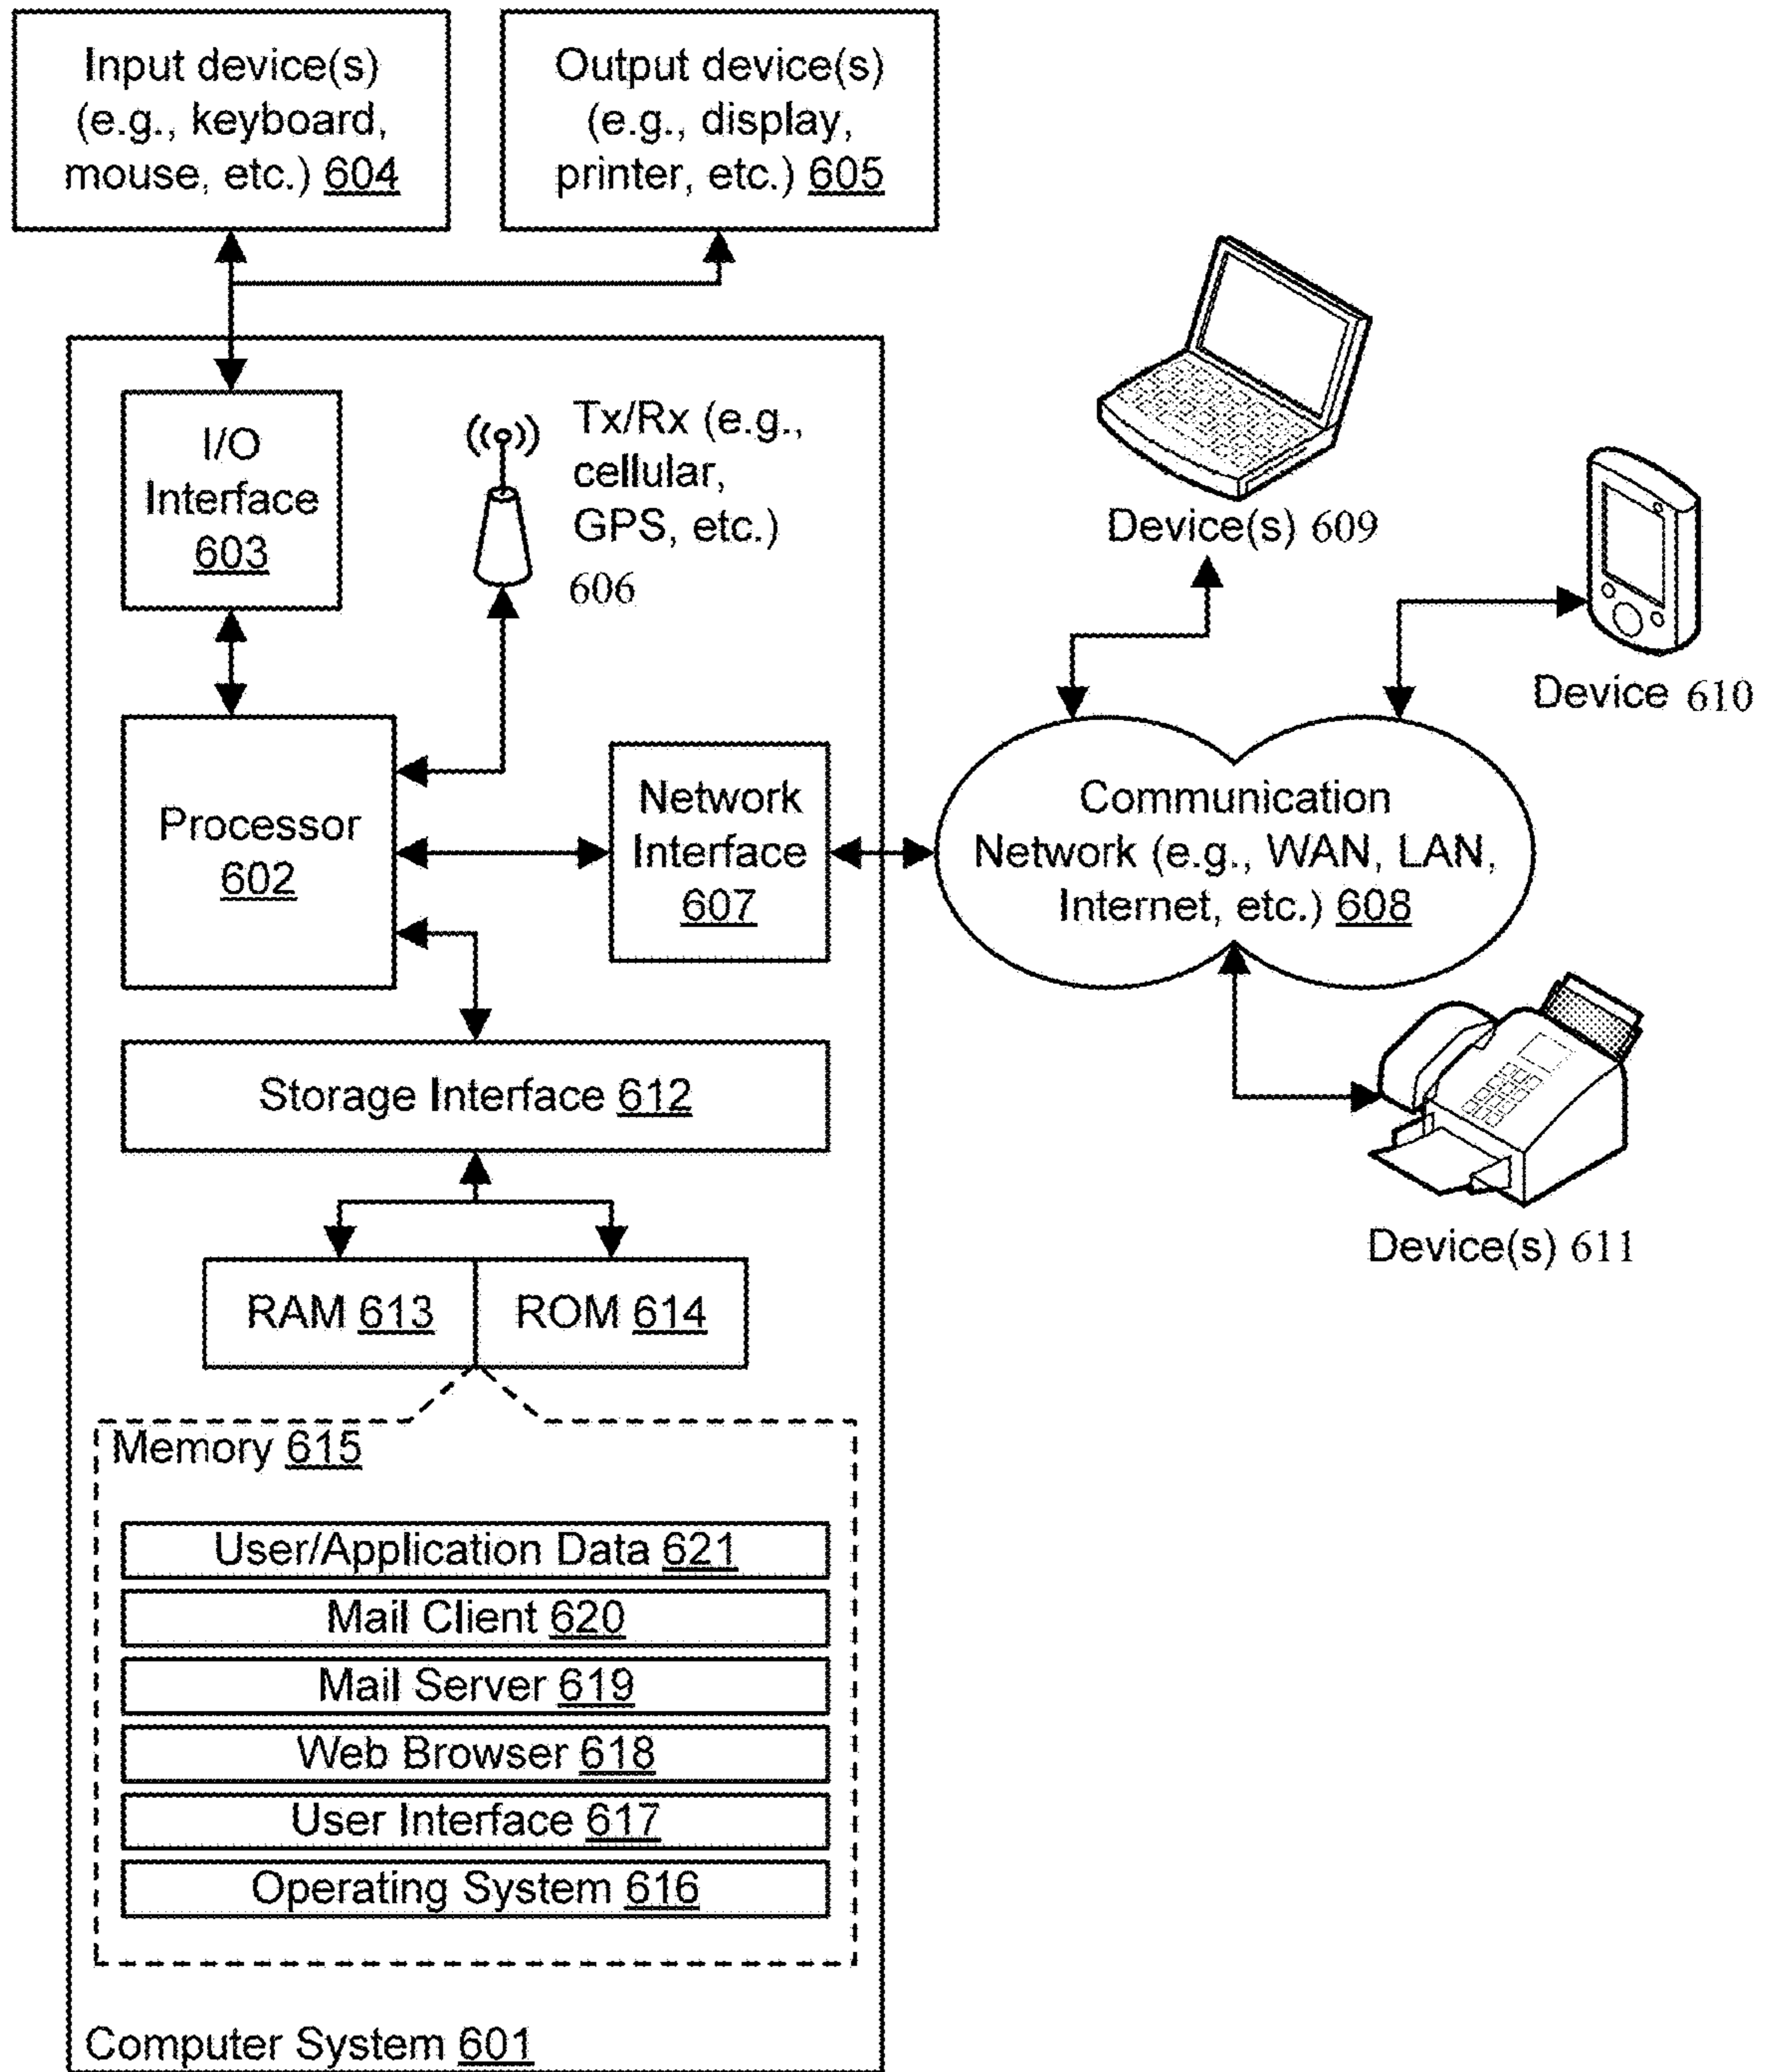 Input device(s)
(e.g., keyboard,
mouse, etc.) 604
Output device(s)
(e.g., display,
printer, etc.) 605
I/O
Interface
603
Tx/Rx (e.g.,
cellular,
GPS, etc.)
606
Device(s) 609
Device 610
Processor
602
Network
Interface
607
Communication
Network (e.g., WAN, LAN,
Internet, etc.) 608
Storage Interface 612
Device(s) 611
RAM 613
ROM 614
Memory 615
User/Application Data 621
Mail Client 620
Mail Server 619
Web Browser 618
User Interface 617
Operating System 616
Computer System 601